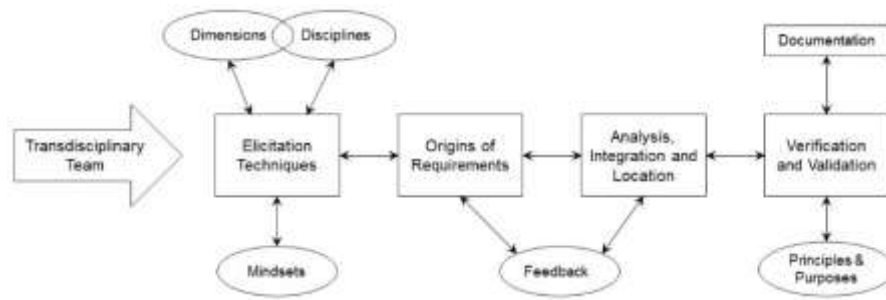 Dimensions
Disciplines
Documentation
Transdisciplinary
Team
Elicitation
Techniques
Origins of
Requirements
Analysis,
Integration and
Location
Verification
and Validation
Mindsets
Feedback
Principles &
Purposes